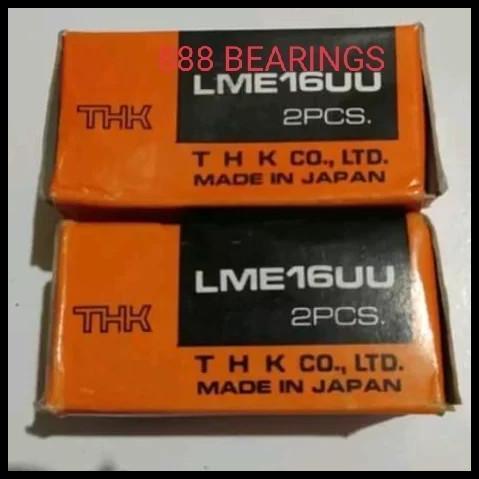 888 BEARINGS
LME16UU
THK
2PCS.
T H K CO., LTD.
MADE IN JAPAN
LME16UU
THK
2PCS.
T H K CO., LTD.
MADE IN JAPAN